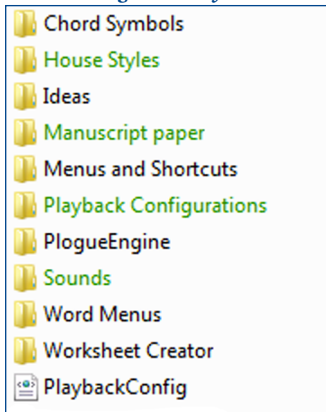 Chord Symbols
House Styles
Ideas
Manuscript paper
Menus and Shortcuts
Playback Configurations
PlogueEngine
Sounds
Word Menus
Worksheet Creator
PlaybackConfig